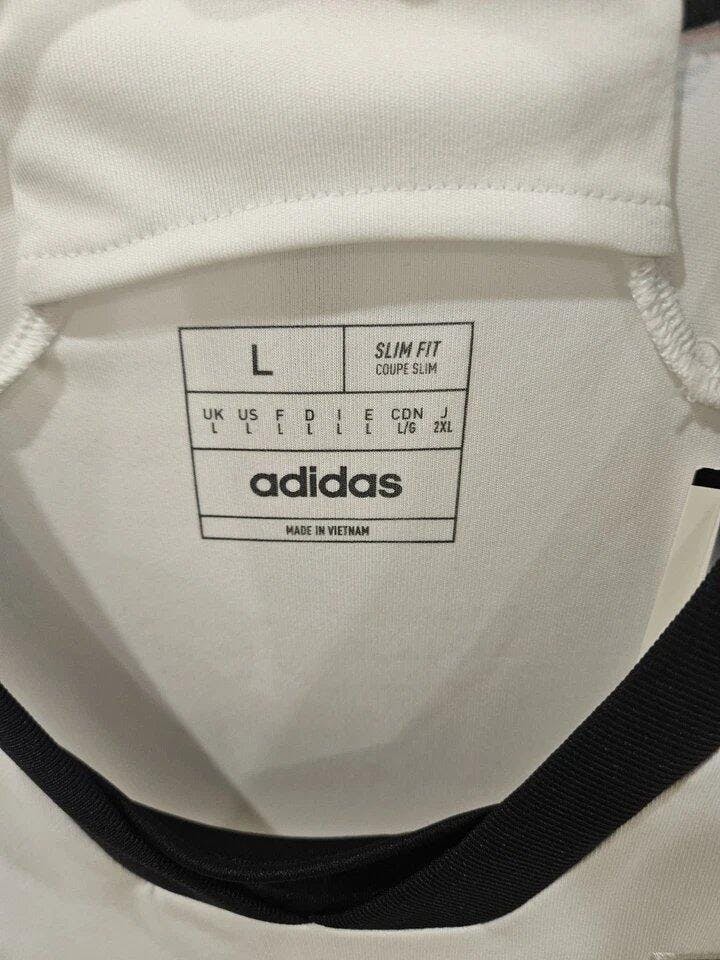 L
SLIM FIT
COUPE SLIM
UK US F D I E CDN J
L L L L L L L/G 2XL
adidas
MADE IN VIETNAM